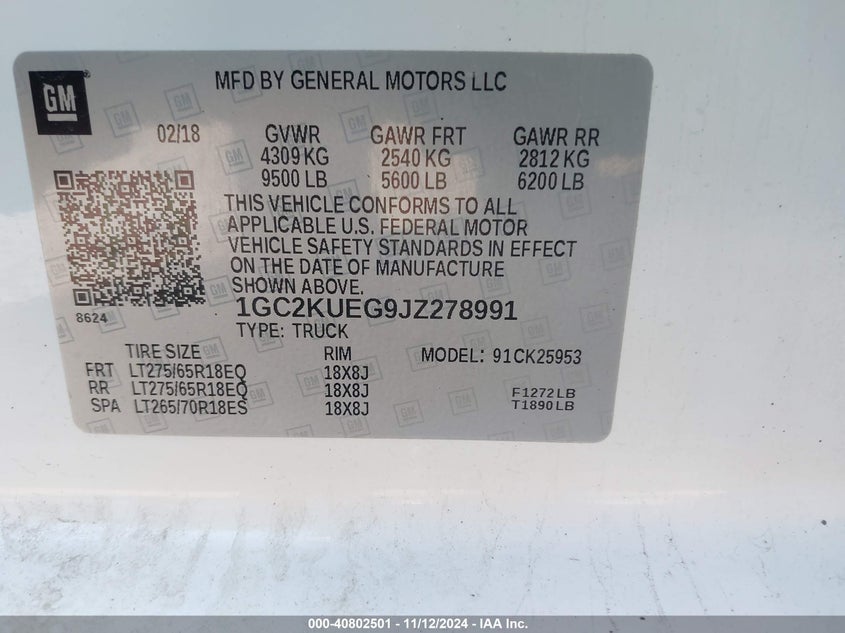 GM
MFD BY GENERAL MOTORS LLC
02/18 GVWR GAWR FRT GAWR RR
4309 KG 2540 KG 2812 KG
9500 LB 5600 LB 6200 LB
THIS VEHICLE CONFORMS TO ALL
APPLICABLE U.S. FEDERAL MOTOR
VEHICLE SAFETY STANDARDS IN EFFECT
ON THE DATE OF MANUFACTURE
SHOWN ABOVE.
8624
1GC2KUEG9JZ278991
TYPE: TRUCK
TIRE SIZE RIM MODEL: 91CK25953
FRT LT275/65R18EQ 18X8J
RR LT275/65R18EQ 18X8J F1272LB
SPA LT265/70R18ES 18X8J T1890LB
000-40802501 - 11/12/2024 - IAA Inc.